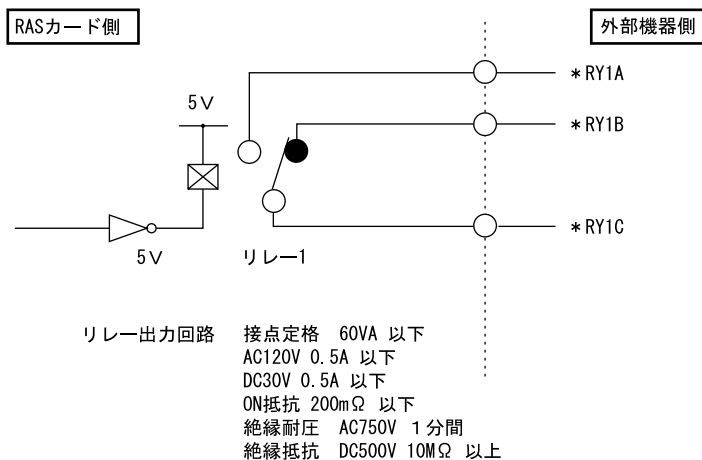 RASカード側
外部機器側
5V
5V
リレー1
*RY1A
*RY1B
*RY1C
リレー出力回路 接点定格 60VA 以下
AC120V 0.5A 以下
DC30V 0.5A 以下
ON抵抗 200mΩ 以下
絶縁耐圧 AC750V 1分間
絶縁抵抗 DC500V 10MΩ 以上